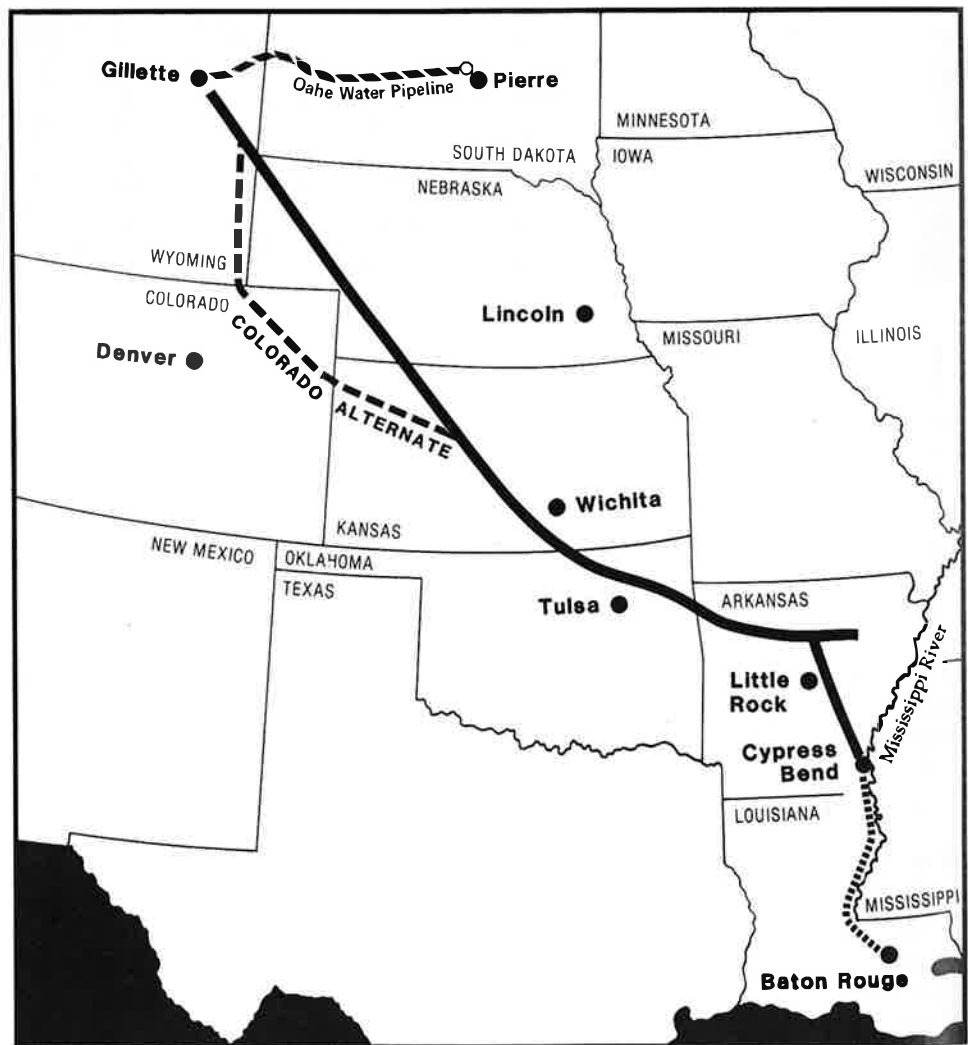 Gillette
Pierre
Oahe Water Pipeline
MINNESOTA
SOUTH DAKOTA
IOWA
WISCONSIN
NEBRASKA
WYOMING
COLORADO
Lincoln
COLORADO
ALTERNATE
MISSOURI
ILLINOIS
Denver
Wichita
KANSAS
NEW MEXICO
OKLAHOMA
TEXAS
Tulsa
ARKANSAS
Mississippi River
Little
Rock
Cypress
Bend
LOUISIANA
MISSISSIPPI
Baton Rouge